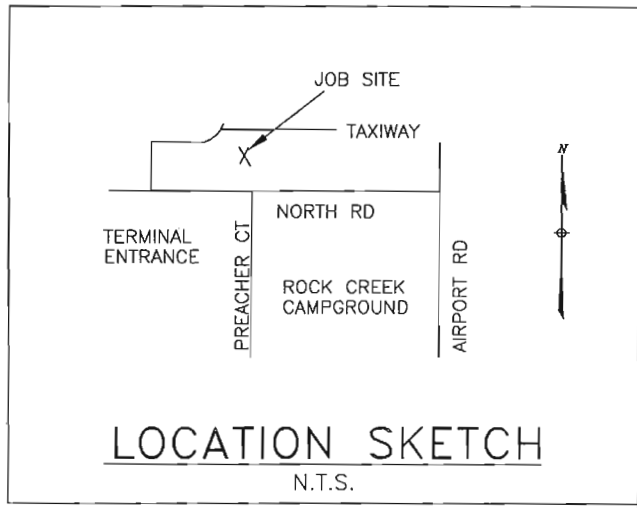 JOB SITE
TAXIWAY
X
N
NORTH RD
TERMINAL
ENTRANCE
PREACHER CT
ROCK CREEK
CAMPGROUND
AIRPORT RD
LOCATION SKETCH
N.T.S.